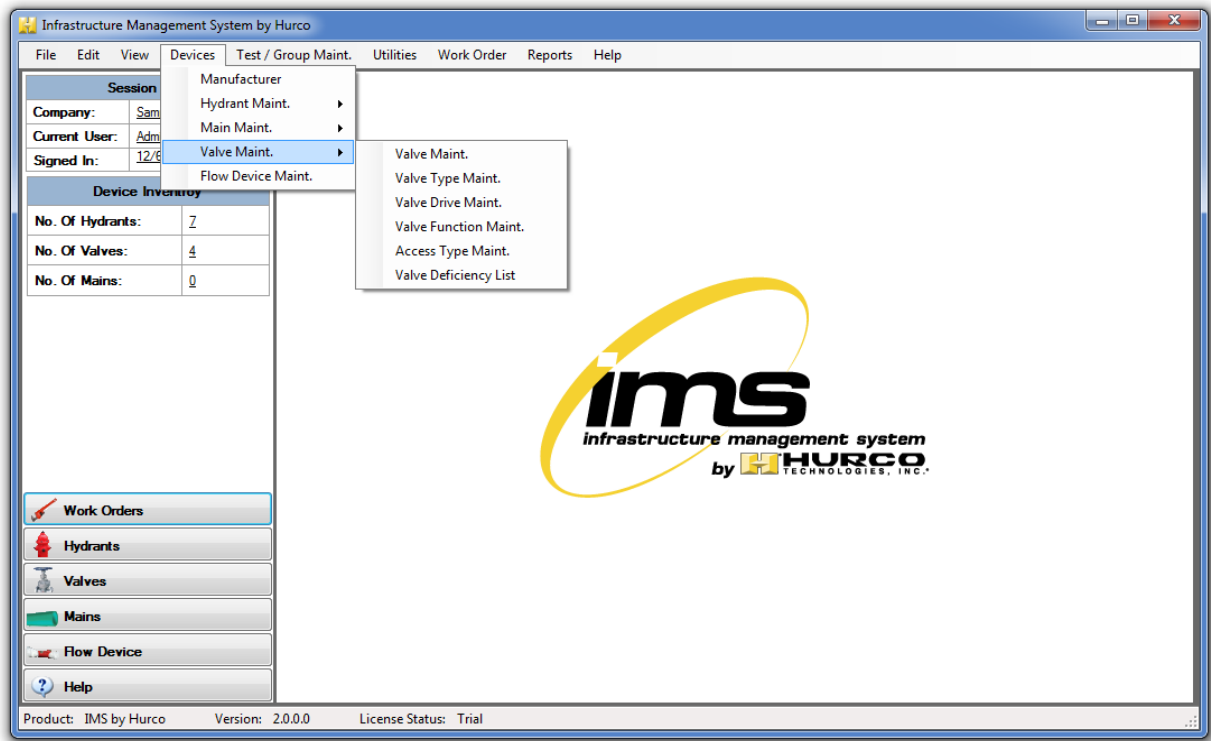 Infrastructure Management System by Hurco
File Edit View Devices Test / Group Maint. Utilities Work Order Reports Help
Session
Company: Sam
Current User: Adm
Signed In: 12/6
Manufacturer
Hydrant Maint.
Main Maint.
Valve Maint.
Flow Device Maint.
Valve Maint.
Valve Type Maint.
Valve Drive Maint.
Valve Function Maint.
Access Type Maint.
Valve Deficiency List
Device Inventroy
No. Of Hydrants: 7
No. Of Valves: 4
No. Of Mains: 0
ims
infrastructure management system
by HURCO
TECHNOLOGIES, INC.
Work Orders
Hydrants
Valves
Mains
Flow Device
Help
Product: IMS by Hurco Version: 2.0.0.0 License Status: Trial